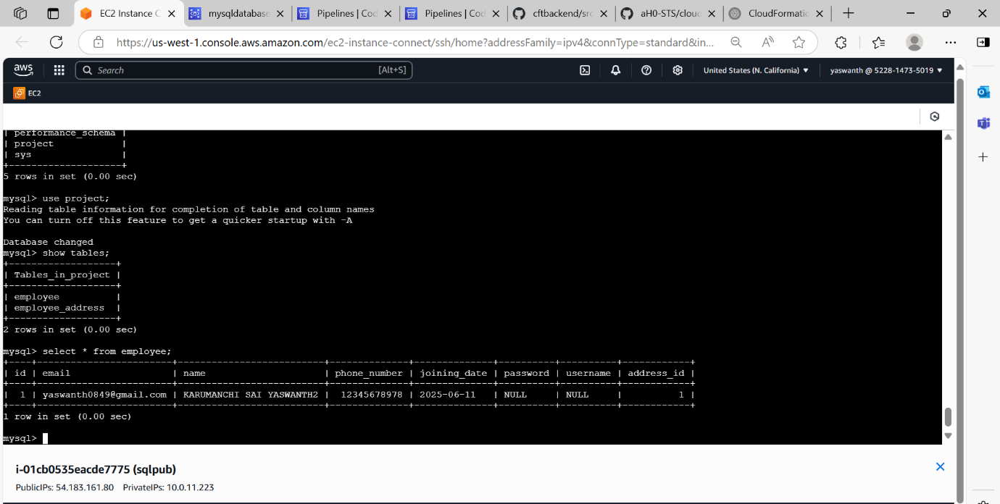 EC2 Instance C
mysqldatabase
Pipelines | Cod
Pipelines | Cod
cftbackend/src
aH0-STS/cloud
CloudFormatic
https://us-west-1.console.aws.amazon.com/ec2-instance-connect/ssh/home?addressFamily=ipv4&connType=standard&in...
aws
Search
[Alt+S]
United States (N. California) ▼
yaswanth @ 5228-1473-5019 ▼
EC2
| performance_schema |
| project            |
| sys                |
+--------------------+
5 rows in set (0.00 sec)
mysql> use project;
Reading table information for completion of table and column names
You can turn off this feature to get a quicker startup with -A
Database changed
mysql> show tables;
+-------------------+
| Tables_in_project |
+-------------------+
| employee          |
| employee_address  |
+-------------------+
2 rows in set (0.00 sec)
mysql> select * from employee;
+----+------------------------+--------------------------+--------------+--------------+----------+----------+------------+
| id | email                  | name                     | phone_number | joining_date | password | username | address_id |
+----+------------------------+--------------------------+--------------+--------------+----------+----------+------------+
|  1 | yaswanth0849@gmail.com | KARUMANCHI SAI YASWANTH2 |  12345678978 | 2025-06-11   | NULL     | NULL     |          1 |
+----+------------------------+--------------------------+--------------+--------------+----------+----------+------------+
1 row in set (0.00 sec)
mysql>
i-01cb0535eacde7775 (sqlpub)
PublicIPs: 54.183.161.80 PrivateIPs: 10.0.11.223